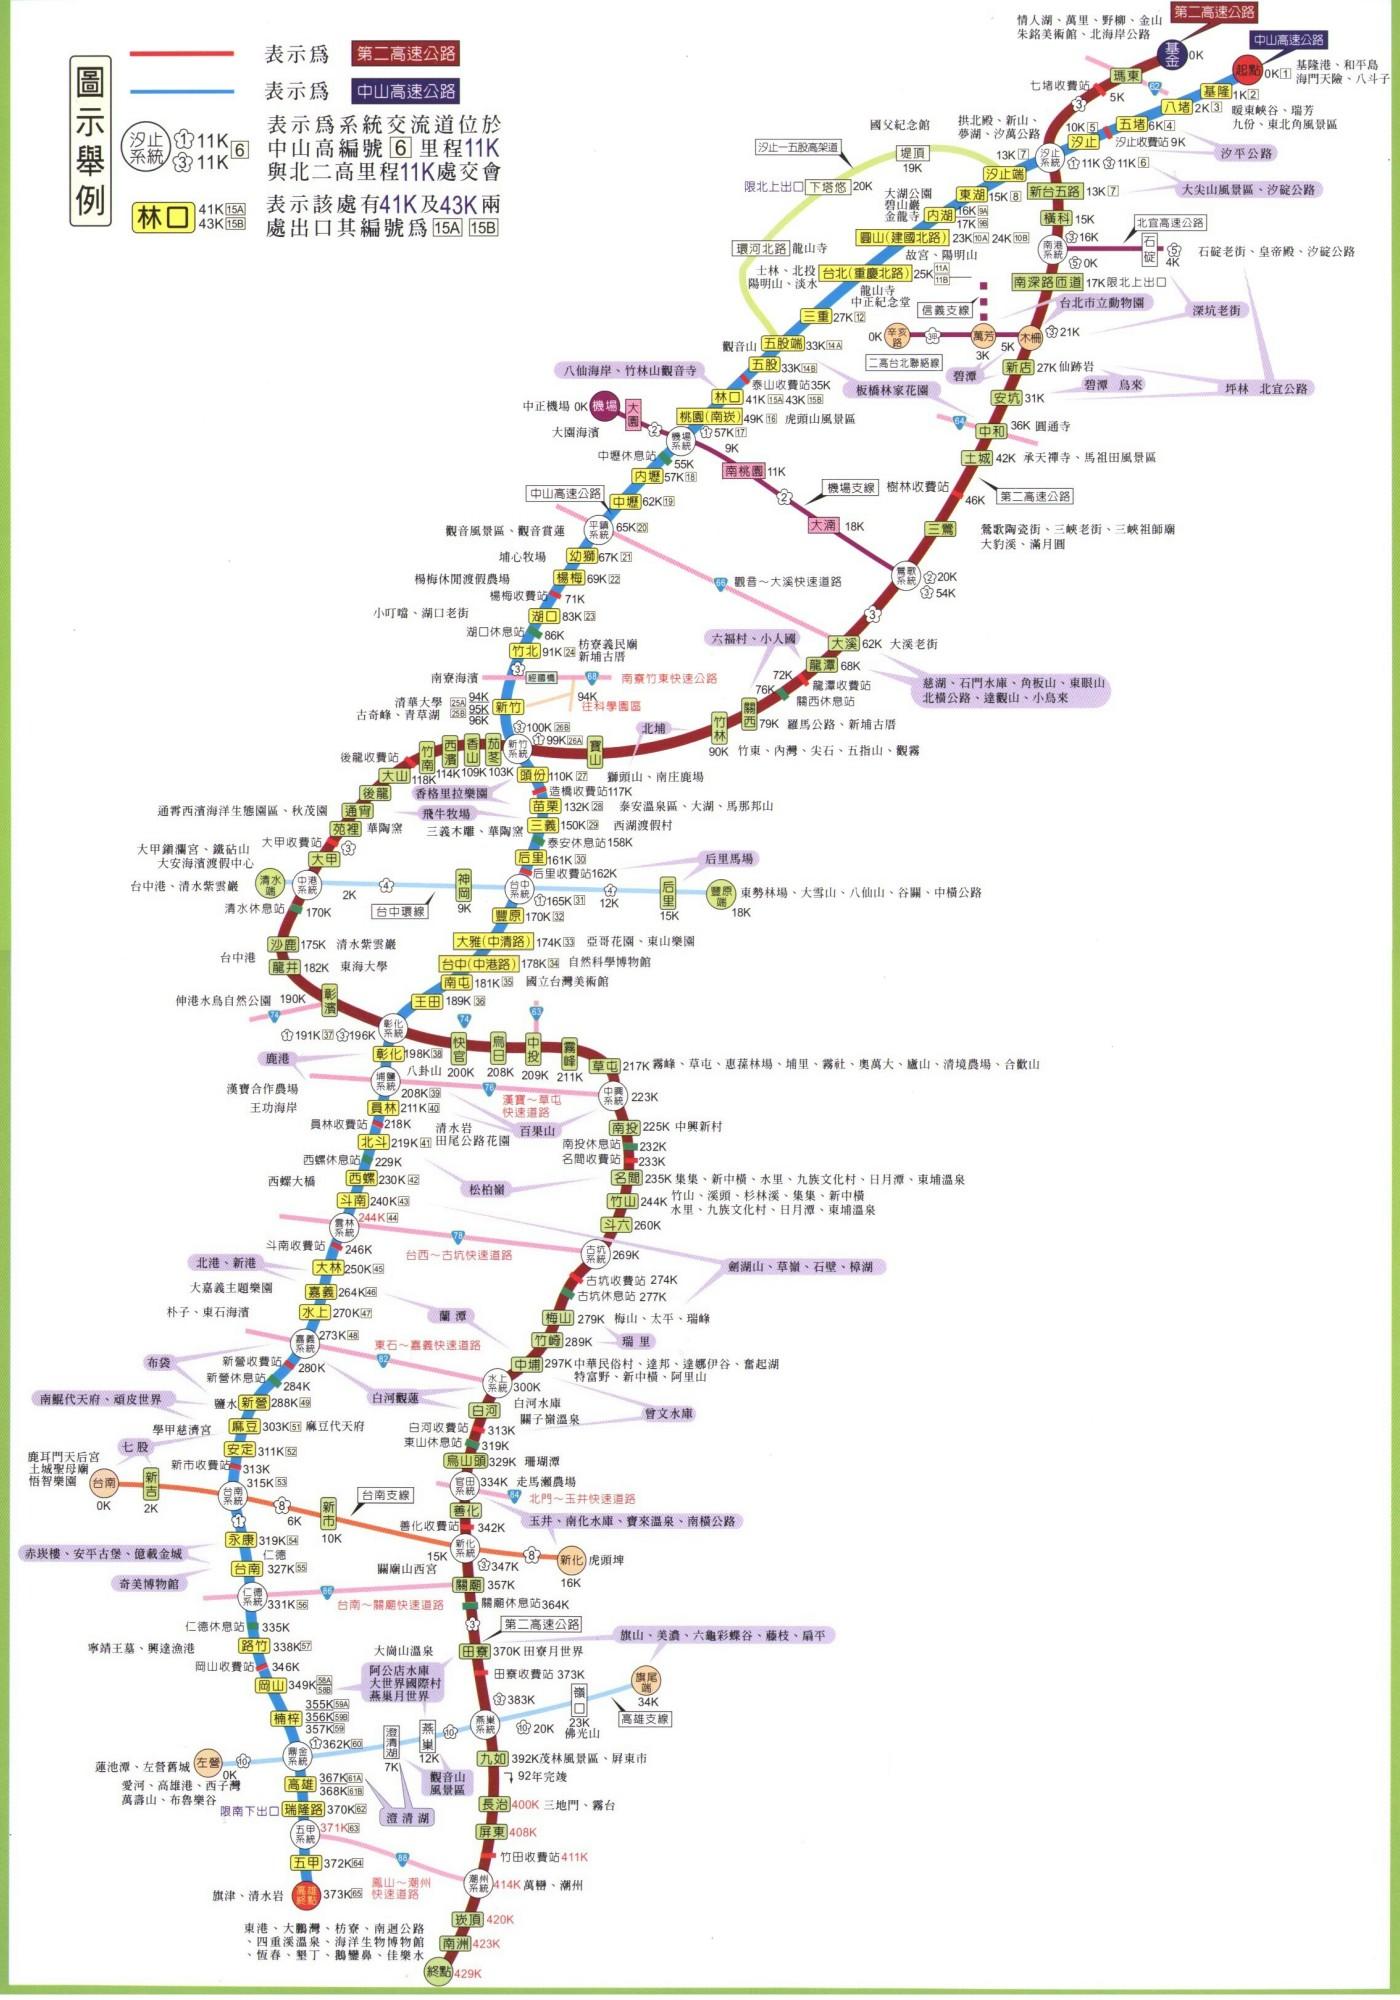 圖示舉例
表示為 第二高速公路
表示為 中山高速公路
汐止系統 1 11K 6
3 11K
表示為系統交流道位於
中山高編號 6 里程11K
與北二高里程11K處交會
林口 41K 15A
43K 15B
表示該處有41K及43K兩
處出口其編號為 15A 15B
第二高速公路
情人湖、萬里、野柳、金山
朱銘美術館、北海岸公路
基金 0K
中山高速公路
起點 0K 1
基隆港、和平島
海門天險、八斗子
瑪東
七堵收費站 5K
62
基隆 1K 2
八堵 2K 3
暖東峽谷、瑞芳
九份、東北角風景區
五堵 6K 4
10K 5
汐止
汐止收費站 9K
汐平公路
拱北殿、新山、
夢湖、汐萬公路
國父紀念館
汐止一五股高架道
堤頂
19K
13K 7
汐止系統 1 11K 3 11K 6
汐止端
限北上出口 下塔悠 20K
新台五路 13K 7
大尖山風景區、汐碇公路
大湖公園
碧山巖
金龍寺
東湖 15K 8
內湖 16K 9A
17K 9B
橫科 15K
圓山(建國北路) 23K 10A 24K 10B
3 16K
北宜高速公路
南港系統
5 0K
石碇
5
4K
石碇老街、皇帝殿、汐碇公路
環河北路 龍山寺
故宮、陽明山
士林、北投
陽明山、淡水
台北(重慶北路) 25K 11A
11B
南深路匝道 17K 限北上出口
龍山寺
中正紀念堂
信義支線
台北市立動物園
深坑老街
三重 27K 12
0K 辛亥路
3甲
萬芳
3K
5K
木柵
3 21K
二高台北聯絡線
觀音山 五股端 33K 14A
五股 33K 14B
碧潭
新店 27K 仙跡岩
碧潭 烏來
坪林 北宜公路
八仙海岸、竹林山觀音寺
泰山收費站35K
板橋林家花園
安坑 31K
林口 41K 15A 43K 15B
中正機場 0K 機場
大園
桃園(南崁) 49K 16 虎頭山風景區
64
中和 36K 圓通寺
大園海濱
2
機場系統
1 57K 17
9K
土城 42K 承天禪寺、馬祖田風景區
中壢休息站
55K
南桃園 11K
內壢 57K 18
機場支線
樹林收費站
46K
第二高速公路
中山高速公路
中壢 62K 19
2
大湳 18K
三鶯
鶯歌陶瓷街、三峽老街、三峽祖師廟
大豹溪、滿月圓
觀音風景區、觀音賞蓮
平鎮系統 65K 20
埔心牧場 幼獅 67K 21
鶯歌系統
2 20K
3 54K
楊梅休閒渡假農場 楊梅 69K 22
66 觀音～大溪快速道路
楊梅收費站 71K
小叮噹、湖口老街
湖口 83K 23
3
湖口休息站 86K
六福村、小人國
大溪 62K 大溪老街
竹北 91K 24
枋寮義民廟
新埔古厝
龍潭 68K
72K
龍潭收費站
76K
關西休息站
慈湖、石門水庫、角板山、東眼山
北橫公路、達觀山、小烏來
南寮海濱 3 經國橋 68 南寮竹東快速公路
清華大學
古奇峰、青草湖
25A
25B
94K
95K
96K
新竹
94K
往科學園區
關西
79K 羅馬公路、新埔古厝
3 100K 26B
北埔
竹林
90K 竹東、內灣、尖石、五指山、觀霧
新竹系統 1 99K 26A
寶山
茄苳
103K
香山
109K
西濱
114K
竹南
118K
後龍收費站
大山
頭份 110K 27 獅頭山、南庄鹿場
後龍
香格里拉樂園
造橋收費站117K
通霄西濱海洋生態園區、秋茂園
通宵
飛牛牧場
苗栗 132K 28 泰安溫泉區、大湖、馬那邦山
苑裡 華陶窯
三義木雕、華陶窯 三義 150K 29 西湖渡假村
大甲收費站
3
泰安休息站158K
大甲鎮瀾宮、鐵砧山
大安海濱渡假中心
大甲
后里 161K 30
后里收費站162K
后里馬場
台中港、清水紫雲巖 清水端
中港系統
2K
4
神岡
9K
台中系統
4
12K
后里
15K
豐原端
18K
東勢林場、大雪山、八仙山、谷關、中橫公路
台中環線
1 165K 31
清水休息站 170K
豐原 170K 32
沙鹿 175K 清水紫雲巖
大雅(中清路) 174K 33 亞哥花園、東山樂園
台中港
龍井 182K 東海大學
台中(中港路) 178K 34 自然科學博物館
南屯 181K 35 國立台灣美術館
伸港水鳥自然公園 190K
彰濱
王田 189K 36
74
1 191K 37 3 196K
彰化系統
74
63
快官
200K
烏日
208K
中投
209K
霧峰
211K
草屯 217K 霧峰、草屯、惠蓀林場、埔里、霧社、奧萬大、廬山、清境農場、合歡山
鹿港
彰化 198K 38
八卦山
漢寶合作農場
埔鹽系統
208K 39
76 漢寶～草屯
快速道路
中興系統 223K
王功海岸
員林 211K 40
員林收費站 218K
清水岩
田尾公路花園
百果山
南投 225K 中興新村
北斗 219K 41
南投休息站 232K
西螺休息站 229K
名間收費站 233K
西螺大橋
西螺 230K 42
松柏嶺
名間 235K 集集、新中橫、水里、九族文化村、日月潭、東埔溫泉
斗南 240K 43
竹山 244K 竹山、溪頭、杉林溪、集集、新中橫
水里、九族文化村、日月潭、東埔溫泉
雲林系統 244K 44
斗六 260K
斗南收費站 246K
78
台西～古坑快速道路
古坑系統 269K
北港、新港
大林 250K 45
古坑收費站 274K
劍湖山、草嶺、石壁、樟湖
大嘉義主題樂園
嘉義 264K 46
古坑休息站 277K
朴子、東石海濱
水上 270K 47
蘭潭
梅山 279K 梅山、太平、瑞峰
嘉義系統 273K 48
東石～嘉義快速道路
82
竹崎 289K 瑞里
布袋
新營收費站 280K
中埔 297K 中華民俗村、達邦、達娜伊谷、奮起湖
特富野、新中橫、阿里山
新營休息站 284K
水上系統 300K
南鯤代天府、頑皮世界
鹽水 新營 288K 49
白河觀蓮
白河
白河水庫
關子嶺溫泉
曾文水庫
學甲慈濟宮
麻豆 303K 51 麻豆代天府
白河收費站 313K
七股
安定 311K 52
東山休息站 319K
鹿耳門天后宮
土城聖母廟
悟智樂園
新市收費站 313K
烏山頭 329K 珊瑚潭
台南
0K
新吉
2K
台南系統
315K 53
官田系統 334K 走馬瀨農場
84 北門～玉井快速道路
8
6K
新市
10K
台南支線
善化
玉井、南化水庫、寶來溫泉、南橫公路
1
永康 319K 54
善化收費站 342K
赤崁樓、安平古堡、億載金城
仁德
台南 327K 55
15K
新化系統
8
3 347K
新化
16K
虎頭埤
奇美博物館
關廟山西宮
仁德系統 331K 56
86
台南～關廟快速道路
關廟 357K
關廟休息站364K
仁德休息站 335K
3
第二高速公路
寧靖王墓、興達漁港
路竹 338K 57
大崗山溫泉
田寮 370K 田寮月世界
旗山、美濃、六龜彩蝶谷、藤枝、扇平
岡山收費站 346K
阿公店水庫
大世界國際村
燕巢月世界
田寮收費站 373K
旗尾端
34K
岡山 349K 58A
58B
3 383K
嶺口
23K
佛光山
高雄支線
楠梓
355K 59A
356K 59B
357K 59
燕巢系統
10 20K
1 362K 60
鼎金系統
澄清湖
7K
燕巢
12K
10
蓮池潭、左營舊城 左營
0K
10
觀音山
風景區
九如 392K 茂林風景區、屏東市
92年完竣
愛河、高雄港、西子灣
萬壽山、布魯樂谷
高雄
367K 61A
368K 61B
澄清湖
長治 400K 三地門、霧台
限南下出口 瑞隆路 370K 62
五甲系統 371K 63
屏東 408K
竹田收費站411K
五甲 372K 64
88
鳳山～潮州
快速道路
潮州系統 414K 萬巒、潮州
旗津、清水岩 高雄終點 373K 65
崁頂 420K
東港、大鵬灣、枋寮、南迴公路
、四重溪溫泉、海洋生物博物館
、恆春、墾丁、鵝鑾鼻、佳樂水
南洲 423K
終點 429K